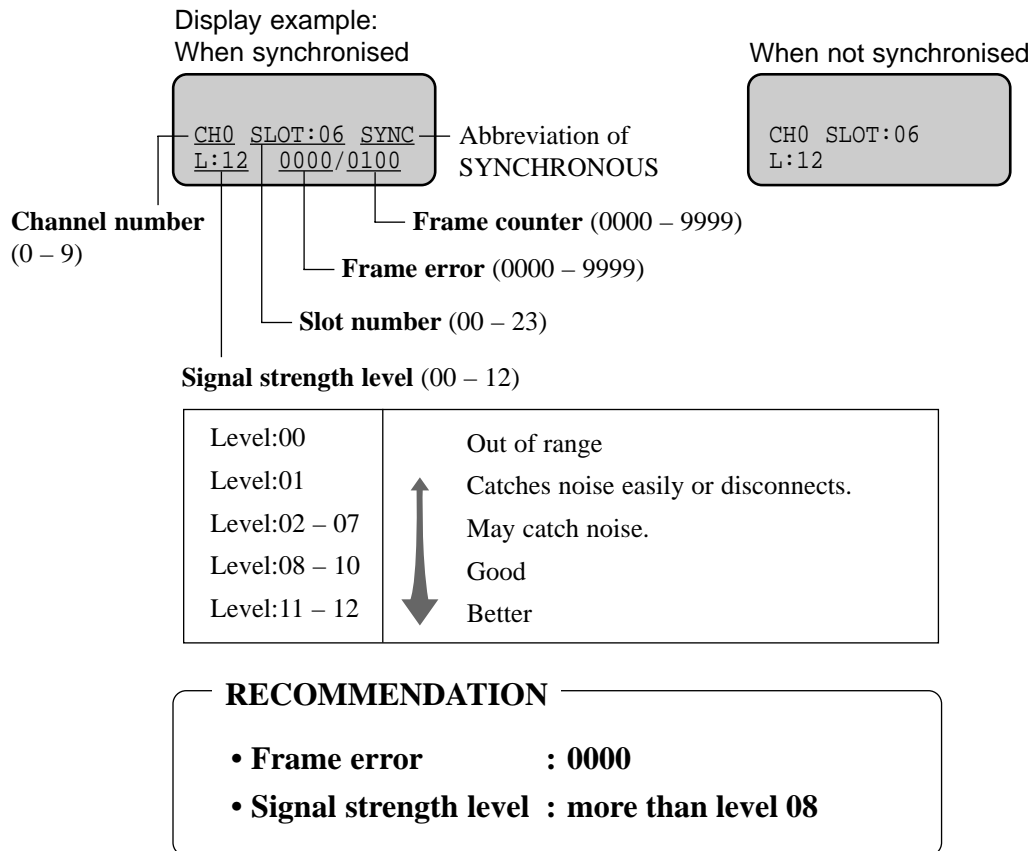 Display example:
When synchronised
When not synchronised
CH0 SLOT:06 SYNC
L:12 0000/0100
Abbreviation of
SYNCHRONOUS
CH0 SLOT:06
L:12
Channel number
(0 – 9)
Frame counter (0000 – 9999)
Frame error (0000 – 9999)
Slot number (00 – 23)
Signal strength level (00 – 12)
Level:00 Out of range
Level:01 Catches noise easily or disconnects.
Level:02 – 07 May catch noise.
Level:08 – 10 Good
Level:11 – 12 Better
RECOMMENDATION
• Frame error : 0000
• Signal strength level : more than level 08